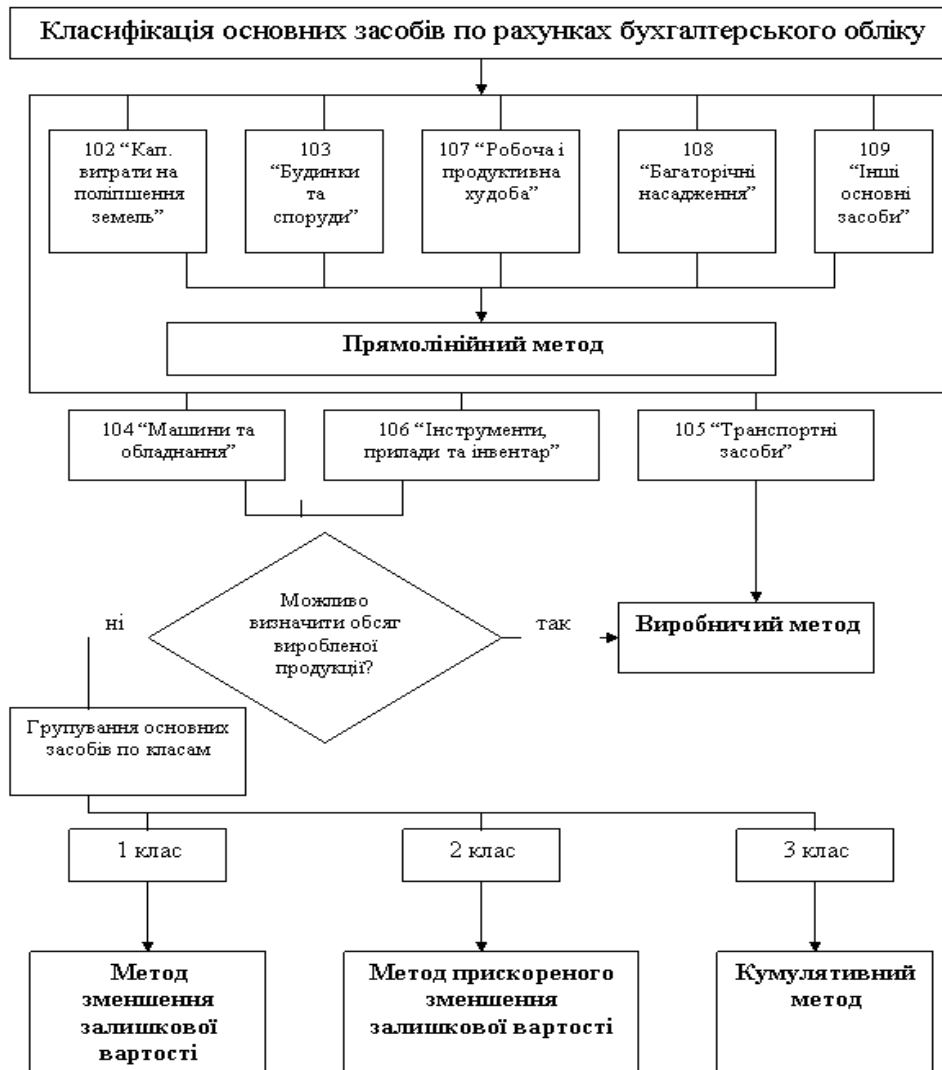 Класифікація основних засобів по рахунках бухгалтерського обліку
102 “Кап.
витрати на
поліпшення
земель”
103
“Будинки
та
споруди”
107 “Робоча і
продуктивна
худоба”
108
“Багаторічні
насадження”
109
“Інші
основні
засоби”
Прямолінійний метод
104 “Машини та
обладнання”
106 “Інструменти,
прилади та інвентар”
105 “Транспортні
засоби”
Можливо
визначити обсяг
виробленої
продукції?
ні
так
Виробничий метод
Групування основних
засобів по класам
1 клас
2 клас
3 клас
Метод
зменшення
залишкової
вартості
Метод прискореного
зменшення
залишкової вартості
Кумулятивний
метод